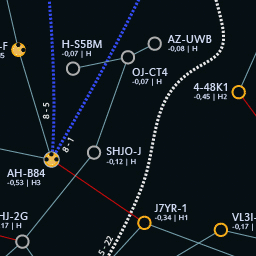 AZ-UWB
-0,08 | H
H-S5BM
-0,07 | H
-F
H
OJ-CT4
-0,07 | H
4-48K1
-0,45 | H2
8 - 5
8 - 1
SHJO-J
-0,12 | H
AH-B84
-0,53 | H3
J7YR-1
-0,34 | H1
HJ-2G
17 | H
VL3I-
-0,17 |
5 - 22